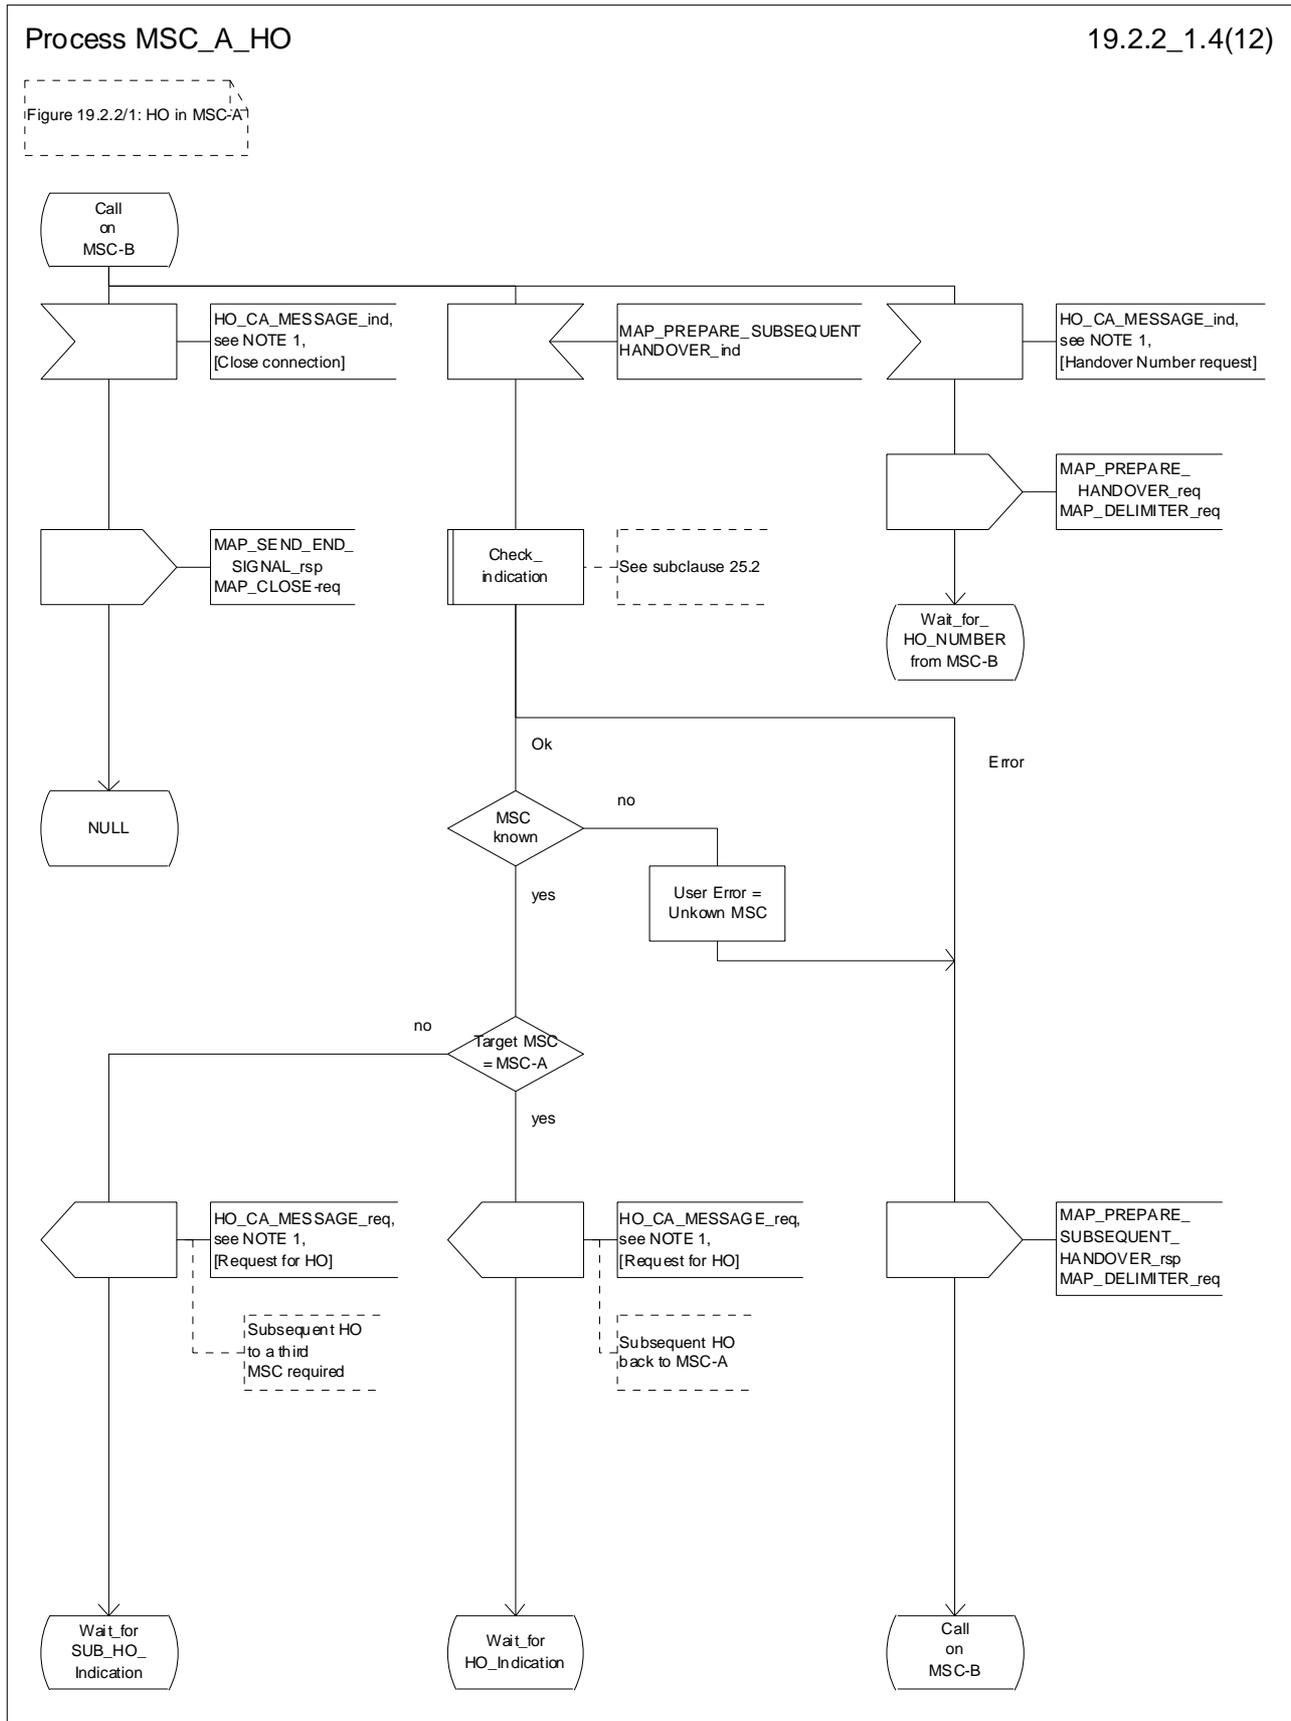 Process MSC_A_HO
19.2.2_1.4(12)
Figure 19.2.2/1: HO in MSC-A
Call
on
MSC-B
HO_CA_MESSAGE_ind,
see NOTE 1,
[Close connection]
MAP_PREPARE_SUBSEQUENT
HANDOVER_ind
HO_CA_MESSAGE_ind,
see NOTE 1,
[Handover Number request]
MAP_PREPARE_
HANDOVER_req
MAP_DELIMITER_req
MAP_SEND_END_
SIGNAL_rsp
MAP_CLOSE-req
Check_
indication
See subclause 25.2
Wait_for_
HO_NUMBER
from MSC-B
Ok
Error
NULL
MSC
known
no
yes
User Error =
Unkown MSC
no
Target MSC
= MSC-A
yes
HO_CA_MESSAGE_req,
see NOTE 1,
[Request for HO]
HO_CA_MESSAGE_req,
see NOTE 1,
[Request for HO]
MAP_PREPARE_
SUBSEQUENT_
HANDOVER_rsp
MAP_DELIMITER_req
Subsequent HO
to a third
MSC required
Subsequent HO
back to MSC-A
Wait_for
SUB_HO_
Indication
Wait_for
HO_Indication
Call
on
MSC-B